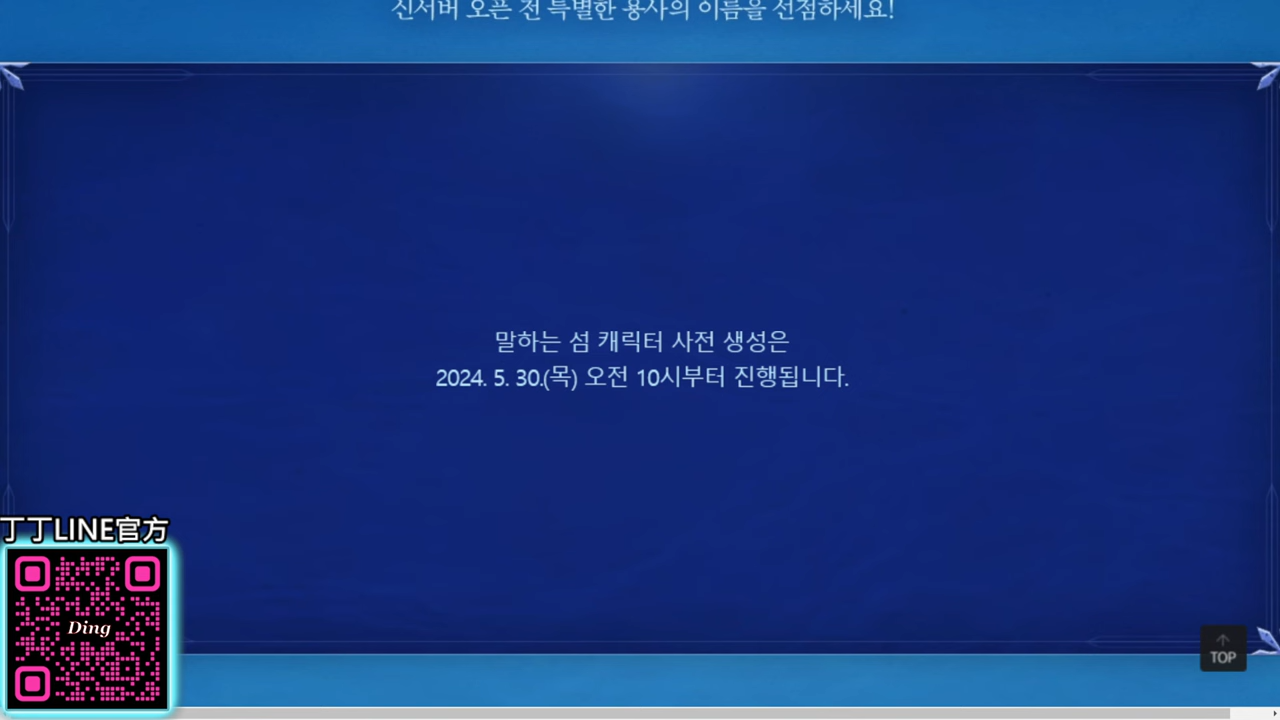 신서버 오픈 전 특별한 용사의 이름을 선점하세요!
말하는 섬 캐릭터 사전 생성은
2024. 5. 30.(목) 오전 10시부터 진행됩니다.
丁丁LINE官方
Ding
TOP